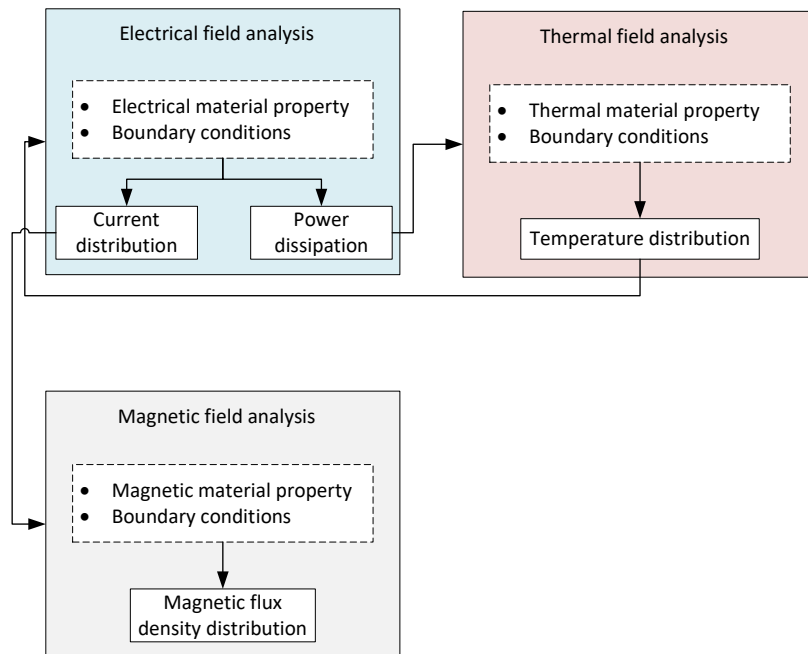 Electrical field analysis
• Electrical material property
• Boundary conditions
Current
distribution
Power
dissipation
Thermal field analysis
• Thermal material property
• Boundary conditions
Temperature distribution
Magnetic field analysis
• Magnetic material property
• Boundary conditions
Magnetic flux
density distribution